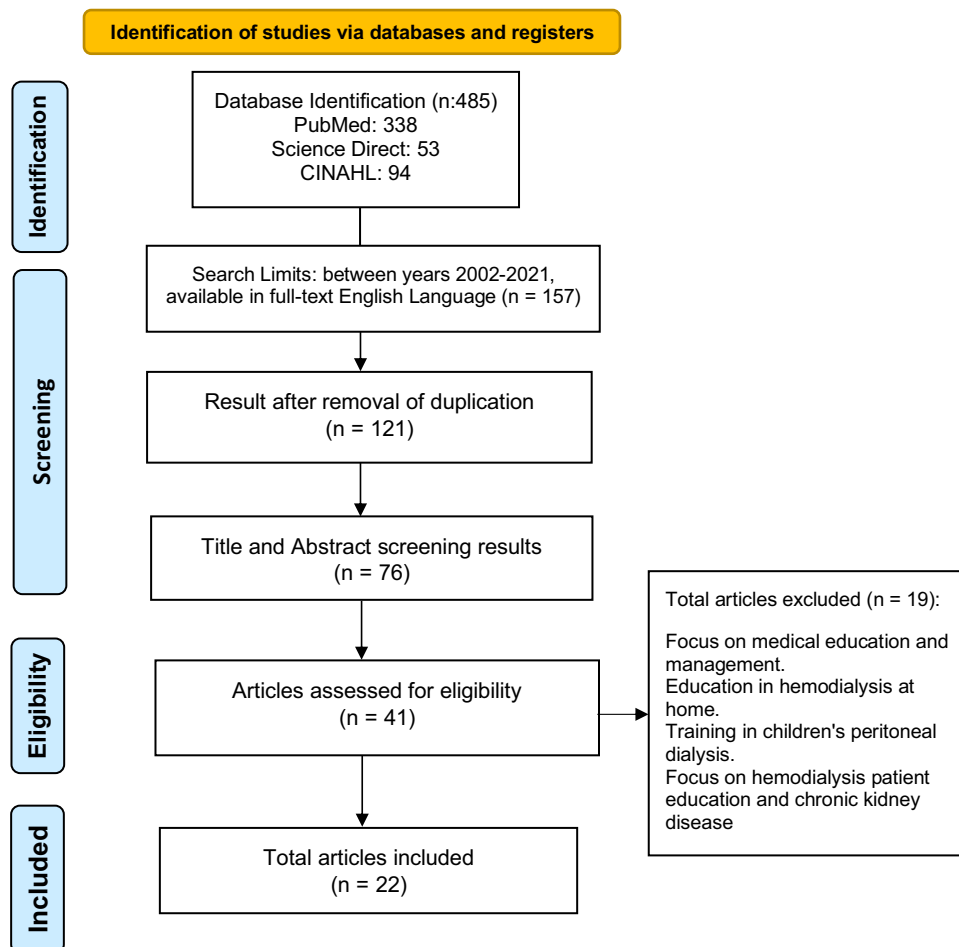 Identification of studies via databases and registers
Identification
Database Identification (n:485)
PubMed: 338
Science Direct: 53
CINAHL: 94
Screening
Search Limits: between years 2002-2021,
available in full-text English Language (n = 157)
Result after removal of duplication
(n = 121)
Title and Abstract screening results
(n = 76)
Eligibility
Articles assessed for eligibility
(n = 41)
Total articles excluded (n = 19):
Focus on medical education and
management.
Education in hemodialysis at
home.
Training in children's peritoneal
dialysis.
Focus on hemodialysis patient
education and chronic kidney
disease
Included
Total articles included
(n = 22)